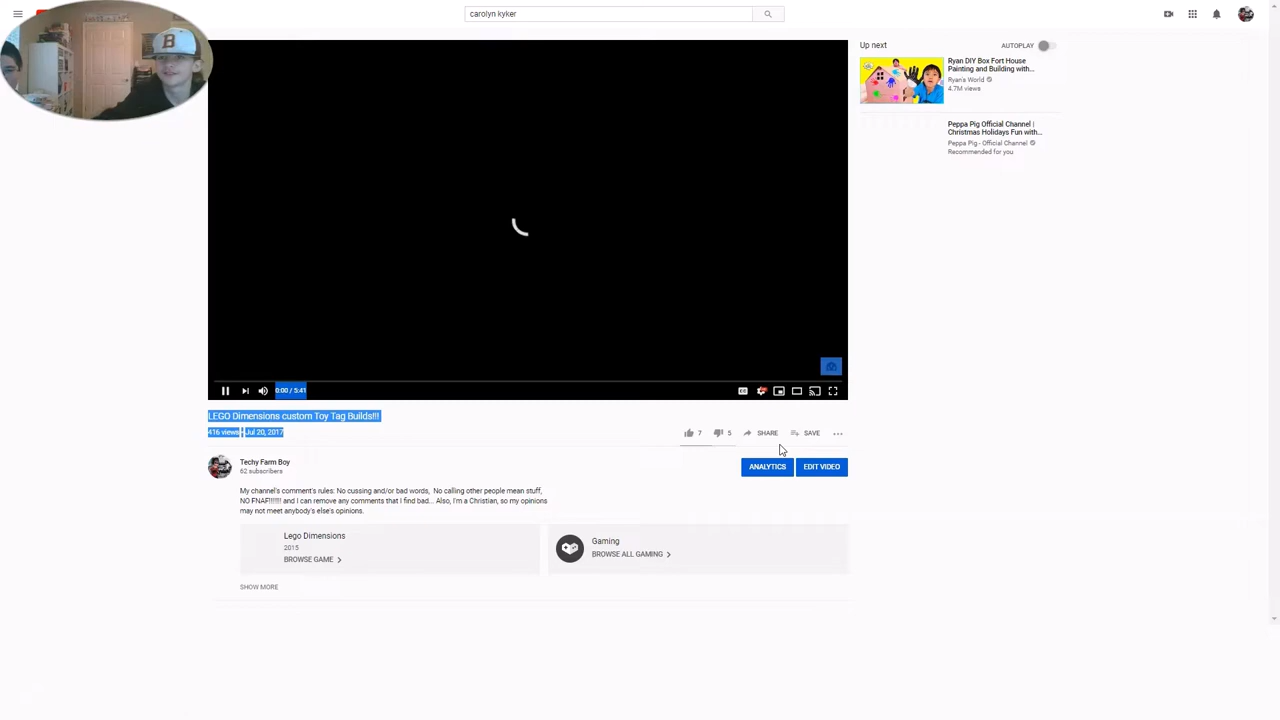 carolyn kyker
B
0:00 / 5:41
CC
LEGO Dimensions custom Toy Tag Builds!!!
416 views • Jul 20, 2017
7
5
SHARE
SAVE
Techy Farm Boy
62 subscribers
ANALYTICS
EDIT VIDEO
My channel's comment's rules: No cussing and/or bad words, No calling other people mean stuff,
NO FNAF!!!!!!! and I can remove any comments that I find bad... Also, I'm a Christian, so my opinions
may not meet anybody's else's opinions.
Lego Dimensions
2015
BROWSE GAME
Gaming
BROWSE ALL GAMING
SHOW MORE
Up next
AUTOPLAY
Ryan DIY Box Fort House
Painting and Building with...
Ryan's World
4.7M views
Peppa Pig Official Channel |
Christmas Holidays Fun with...
Peppa Pig - Official Channel
Recommended for you